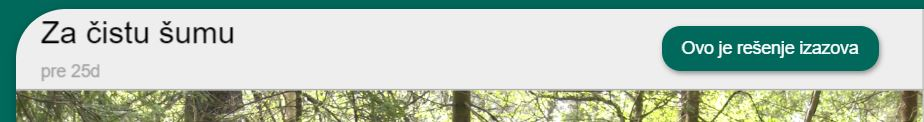 Za čistu šumu
Ovo je rešenje izazova
pre 25d